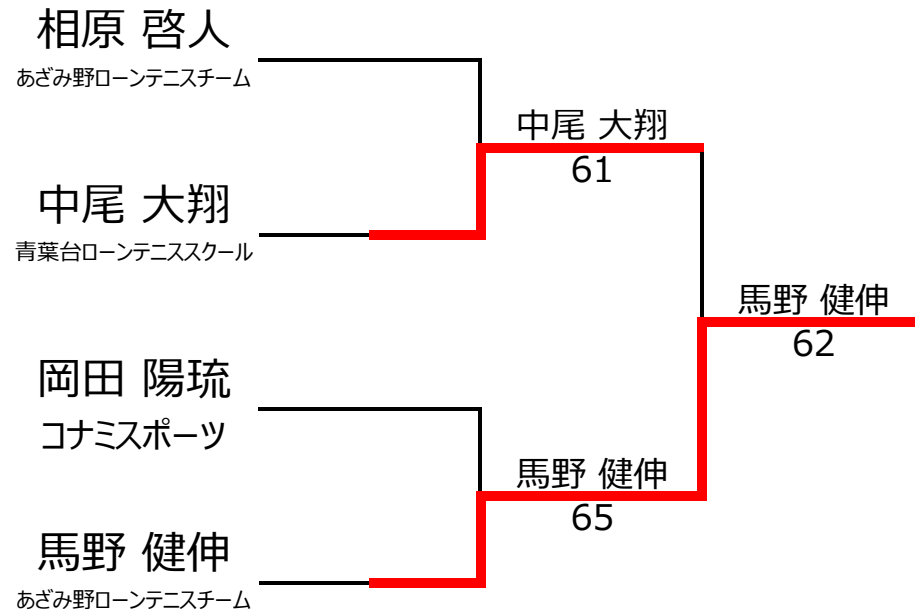 相原 啓人
あざみ野ローンテニスチーム
中尾 大翔
61
中尾 大翔
青葉台ローンテニススクール
馬野 健伸
62
岡田 陽琉
コナミスポーツ
馬野 健伸
65
馬野 健伸
あざみ野ローンテニスチーム